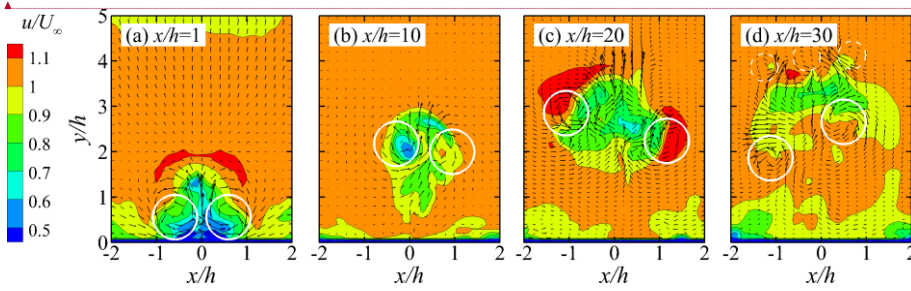 u/U∞
1.1
1
0.9
0.8
0.7
0.6
0.5
y/h
5
4
3
2
1
0
(a) x/h=1
-2 -1 0 1 2
x/h
(b) x/h=10
-2 -1 0 1 2
x/h
(c) x/h=20
-2 -1 0 1 2
x/h
(d) x/h=30
-2 -1 0 1 2
x/h